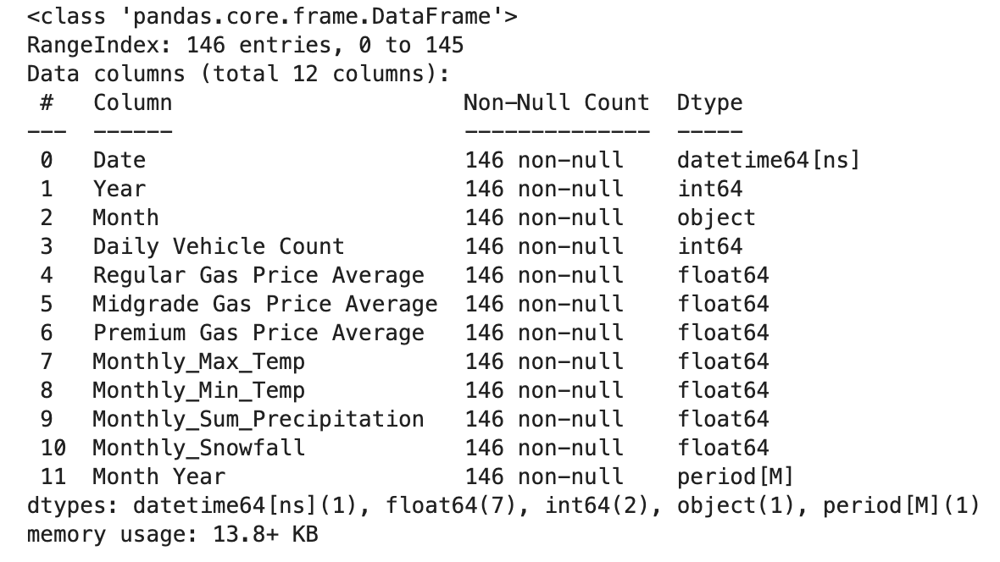 <class 'pandas.core.frame.DataFrame'>
RangeIndex: 146 entries, 0 to 145
Data columns (total 12 columns):
 #   Column                      Non-Null Count  Dtype
---  ------                      --------------  -----
 0   Date                        146 non-null    datetime64[ns]
 1   Year                        146 non-null    int64
 2   Month                       146 non-null    object
 3   Daily Vehicle Count         146 non-null    int64
 4   Regular Gas Price Average   146 non-null    float64
 5   Midgrade Gas Price Average  146 non-null    float64
 6   Premium Gas Price Average   146 non-null    float64
 7   Monthly_Max_Temp            146 non-null    float64
 8   Monthly_Min_Temp            146 non-null    float64
 9   Monthly_Sum_Precipitation   146 non-null    float64
 10  Monthly_Snowfall            146 non-null    float64
 11  Month Year                  146 non-null    period[M]
dtypes: datetime64[ns](1), float64(7), int64(2), object(1), period[M](1)
memory usage: 13.8+ KB